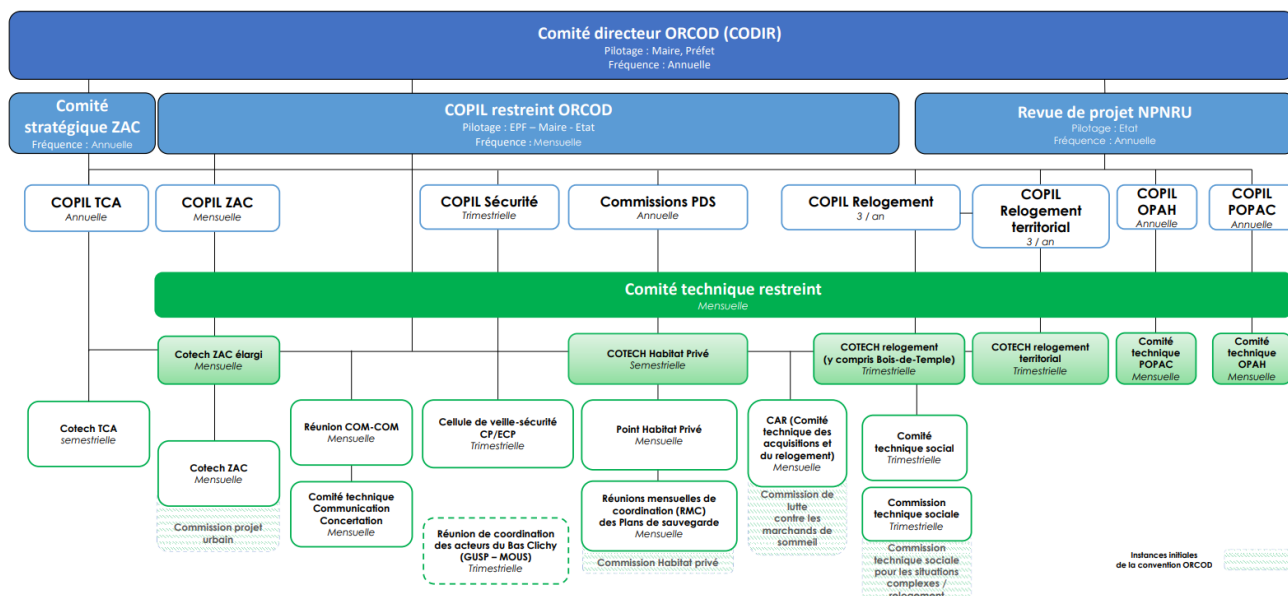 Comité directeur ORCOD (CODIR)
Pilotage : Maire, Préfet
Fréquence : Annuelle
Comité
stratégique ZAC
Fréquence : Annuelle
COPIL restreint ORCOD
Pilotage : EPF – Maire - Etat
Fréquence : Mensuelle
Revue de projet NPNRU
Pilotage : Etat
Fréquence : Annuelle
COPIL TCA
Annuelle
COPIL ZAC
Mensuelle
COPIL Sécurité
Trimestrielle
Commissions PDS
Annuelle
COPIL Relogement
3 / an
COPIL
Relogement
territorial
3 / an
COPIL
OPAH
Annuelle
COPIL
POPAC
Annuelle
Comité technique restreint
Mensuelle
Cotech ZAC élargi
Mensuelle
COTECH Habitat Privé
Semestrielle
COTECH relogement
(y compris Bois-de-Temple)
Trimestrielle
COTECH relogement
territorial
Trimestrielle
Comité
technique
POPAC
Mensuelle
Comité
technique
OPAH
Mensuelle
Cotech TCA
semestrielle
Cotech ZAC
Mensuelle
Commission projet
urbain
Réunion COM-COM
Mensuelle
Comité technique
Communication
Concertation
Mensuelle
Cellule de veille-sécurité
CP/ECP
Trimestrielle
Réunion de coordination
des acteurs du Bas Clichy
(GUSP – MOUS)
Trimestrielle
Point Habitat Privé
Mensuelle
Réunions mensuelles de
coordination (RMC)
des Plans de sauvegarde
Mensuelle
Commission Habitat privé
CAR (Comité
technique des
acquisitions et
du relogement)
Mensuelle
Commission de
lutte
contre les
marchands de
sommeil
Comité
technique social
Trimestrielle
Commission
technique sociale
Trimestrielle
Commission
technique sociale
pour les situations
complexes /
relogement
Instances initiales
de la convention ORCOD